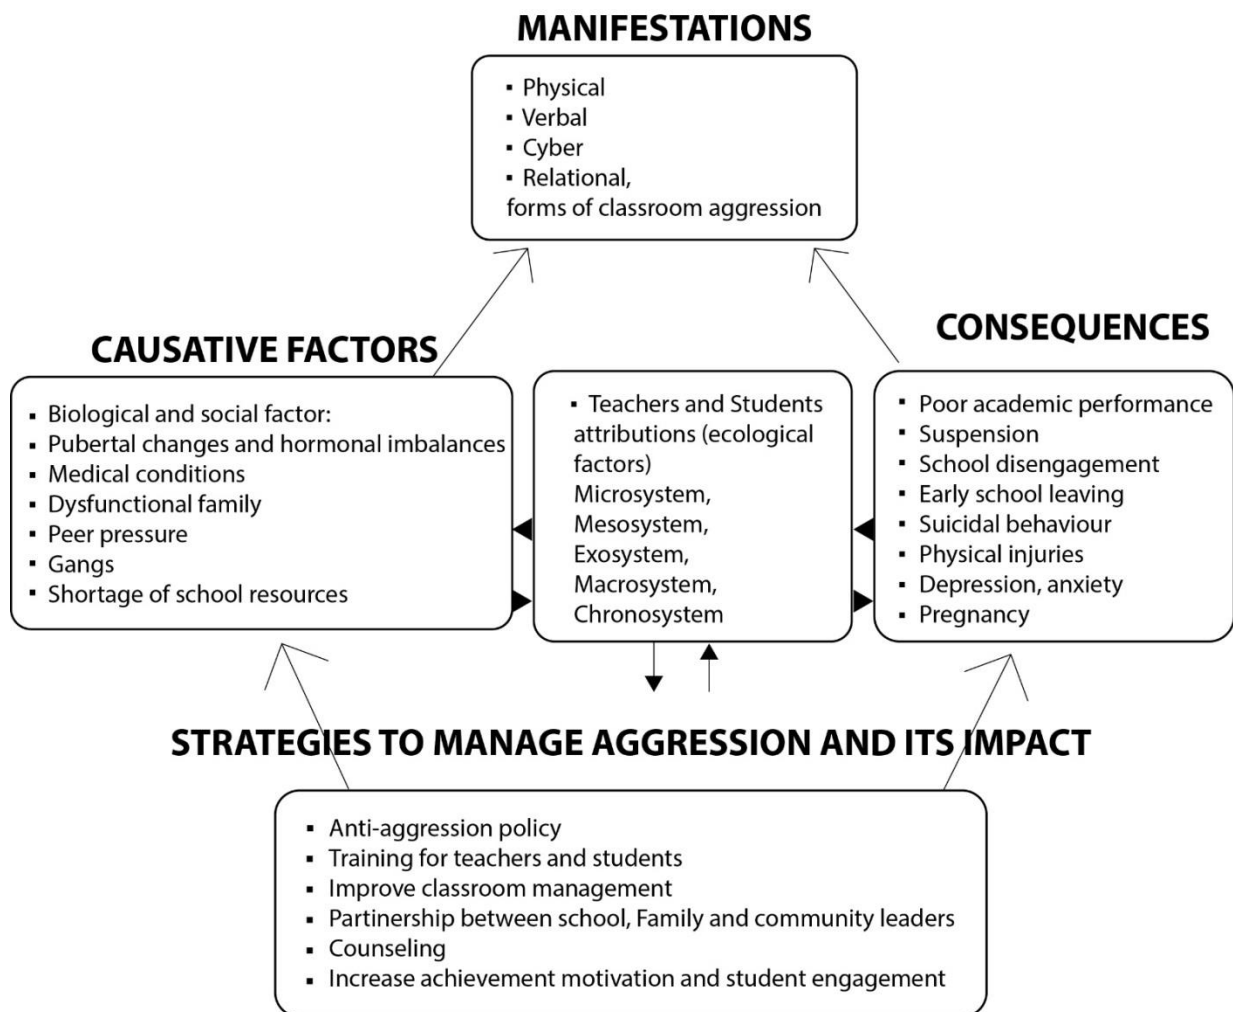 MANIFESTATIONS
▪ Physical
▪ Verbal
▪ Cyber
▪ Relational,
forms of classroom aggression
CAUSATIVE FACTORS
▪ Biological and social factor:
▪ Pubertal changes and hormonal imbalances
▪ Medical conditions
▪ Dysfunctional family
▪ Peer pressure
▪ Gangs
▪ Shortage of school resources
▪ Teachers and Students
attributions (ecological
factors)
Microsystem,
Mesosystem,
Exosystem,
Macrosystem,
Chronosystem
CONSEQUENCES
▪ Poor academic performance
▪ Suspension
▪ School disengagement
▪ Early school leaving
▪ Suicidal behaviour
▪ Physical injuries
▪ Depression, anxiety
▪ Pregnancy
STRATEGIES TO MANAGE AGGRESSION AND ITS IMPACT
▪ Anti-aggression policy
▪ Training for teachers and students
▪ Improve classroom management
▪ Partinership between school, Family and community leaders
▪ Counseling
▪ Increase achievement motivation and student engagement